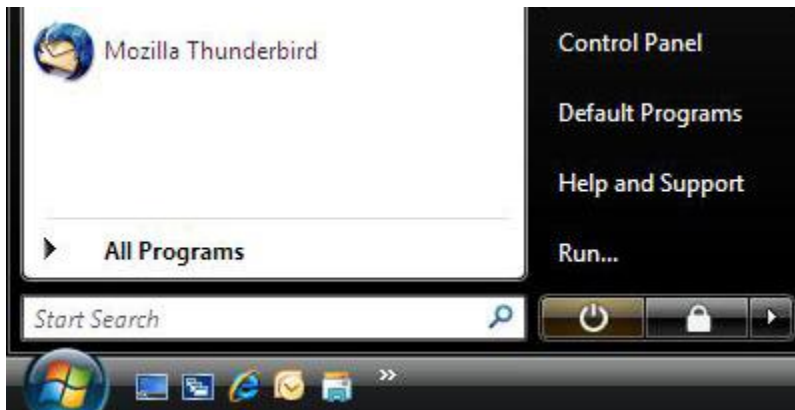 Mozilla Thunderbird
All Programs
Start Search
Control Panel
Default Programs
Help and Support
Run...
»